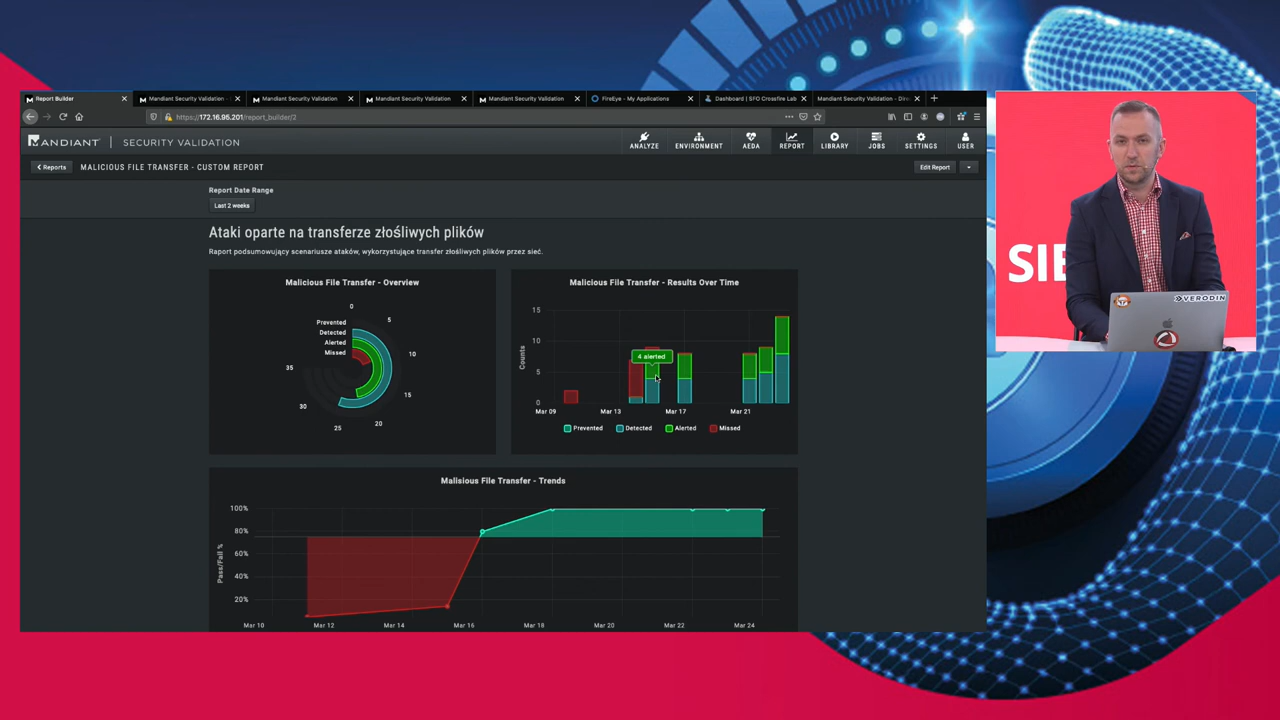 Report Builder
Mandiant Security Validation -
Mandiant Security Validation
Mandiant Security Validation
Mandiant Security Validation
FireEye - My Applications
Dashboard | SFO Crossfire Lab
Mandiant Security Validation - Dire
https://172.16.95.201/report_builder/3
MANDIANT SECURITY VALIDATION
ANALYZE
ENVIRONMENT
AEDA
REPORT
LIBRARY
JOBS
SETTINGS
USER
Reports
MALICIOUS FILE TRANSFER - CUSTOM REPORT
Edit Report
Report Date Range
Last 2 weeks
Ataki oparte na transferze złośliwych plików
Raport podsumowujący scenariusze ataków, wykorzystujące transfer złośliwych plików przez sieć.
Malicious File Transfer - Overview
Prevented
Detected
Alerted
Missed
0
5
10
15
20
25
30
35
Malicious File Transfer - Results Over Time
Counts
15
10
5
0
4 alerted
Mar 09
Mar 13
Mar 17
Mar 21
Prevented
Detected
Alerted
Missed
Malisious File Transfer - Trends
Pass/Fail %
100%
80%
60%
40%
20%
Mar 10
Mar 12
Mar 14
Mar 16
Mar 18
Mar 20
Mar 22
Mar 24
SIE
VERODIN